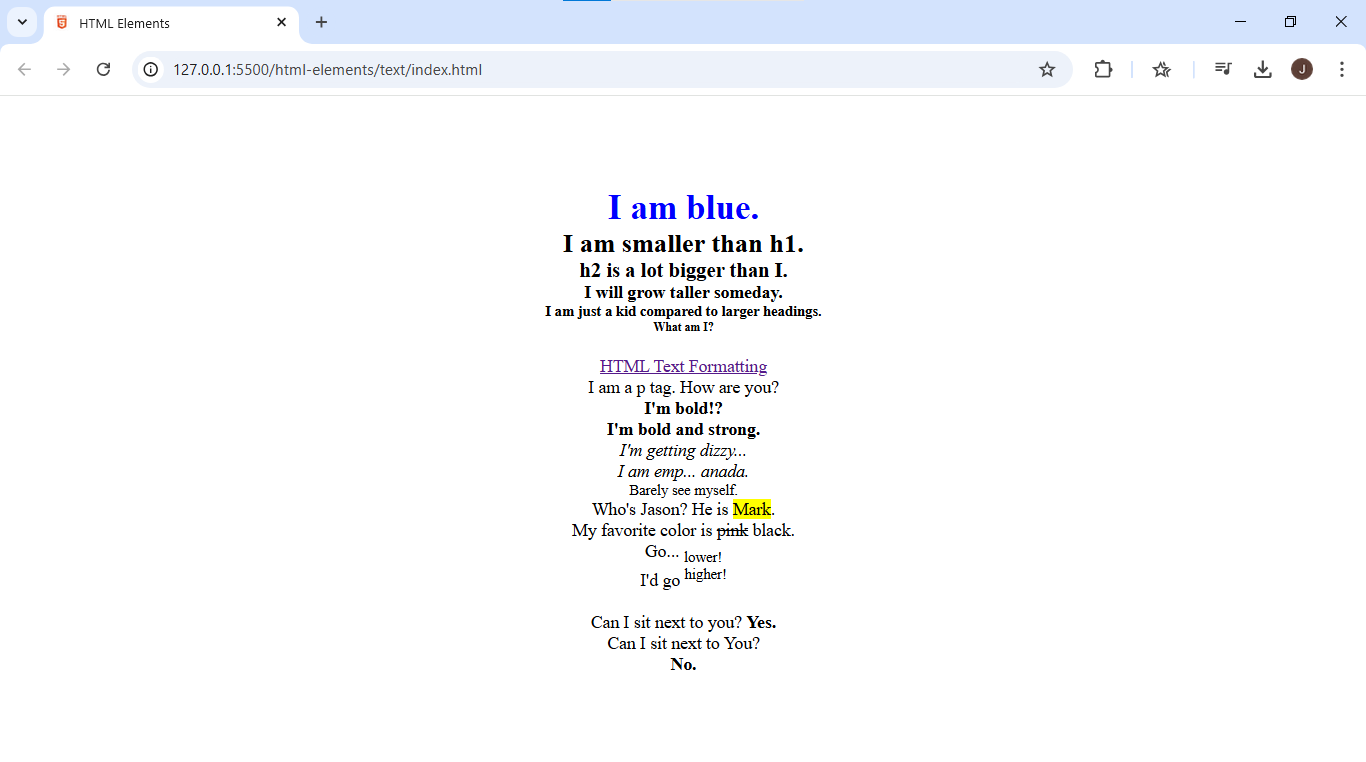 HTML Elements
127.0.0.1:5500/html-elements/text/index.html
J
I am blue.
I am smaller than h1.
h2 is a lot bigger than I.
I will grow taller someday.
I am just a kid compared to larger headings.
What am I?
HTML Text Formatting
I am a p tag. How are you?
I'm bold!?
I'm bold and strong.
I'm getting dizzy...
I am emp... anada.
Barely see myself.
Who's Jason? He is Mark.
My favorite color is pink black.
Go... lower!
I'd go higher!
Can I sit next to you? Yes.
Can I sit next to You?
No.